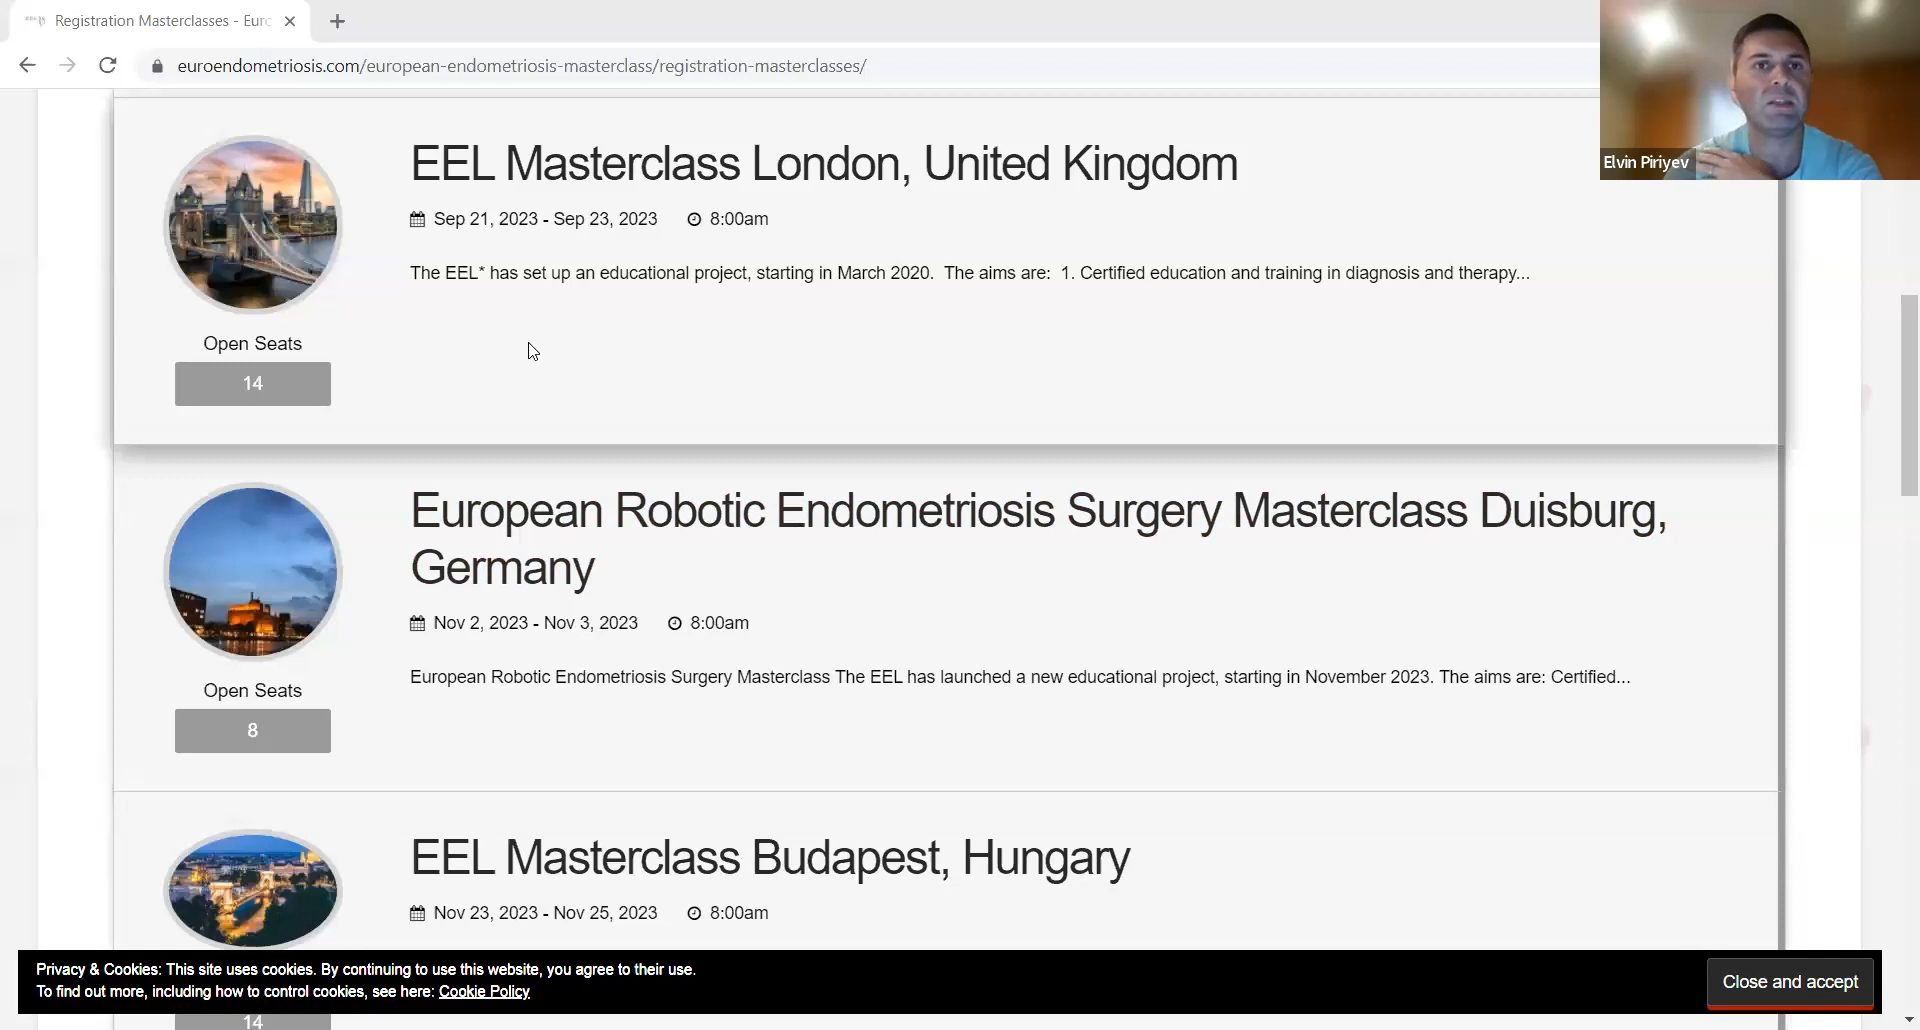 Registration Masterclasses - Euro
euroendometriosis.com/european-endometriosis-masterclass/registration-masterclasses/
Elvin Piriyev
EEL Masterclass London, United Kingdom
Sep 21, 2023 - Sep 23, 2023 8:00am
The EEL* has set up an educational project, starting in March 2020. The aims are: 1. Certified education and training in diagnosis and therapy...
Open Seats
14
European Robotic Endometriosis Surgery Masterclass Duisburg,
Germany
Nov 2, 2023 - Nov 3, 2023 8:00am
European Robotic Endometriosis Surgery Masterclass The EEL has launched a new educational project, starting in November 2023. The aims are: Certified...
Open Seats
8
EEL Masterclass Budapest, Hungary
Nov 23, 2023 - Nov 25, 2023 8:00am
Privacy & Cookies: This site uses cookies. By continuing to use this website, you agree to their use.
To find out more, including how to control cookies, see here: Cookie Policy
Close and accept
14